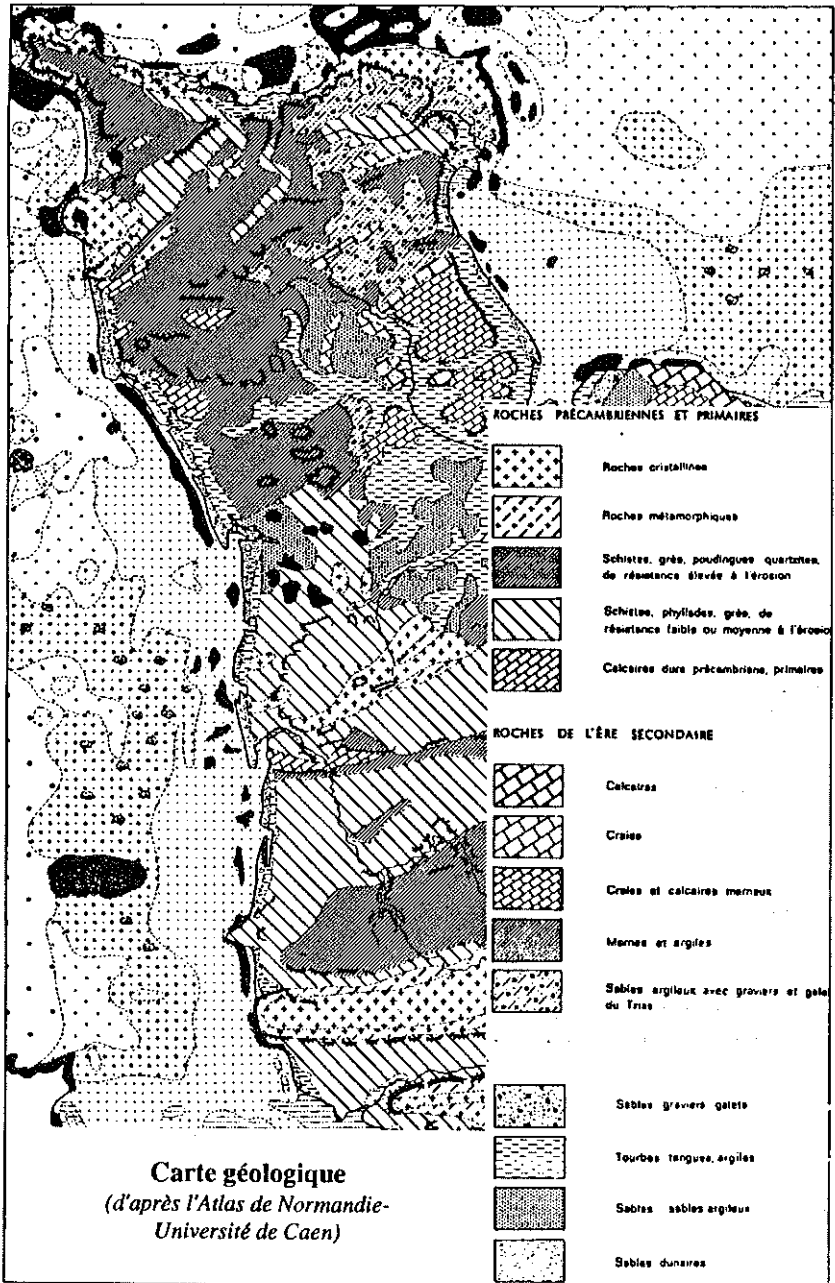 ROCHES PRÉCAMBRIENNES ET PRIMAIRES
Roches cristallines
Roches métamorphiques
Schistes, grès, poudingues quartzites,
de résistance élevée à l'érosion
Schistes, phyllades, grès, de
résistance faible ou moyenne à l'érosio
Calcaires durs précambriens, primaires
ROCHES DE L'ÈRE SECONDAIRE
Calcaires
Craies
Craies et calcaires marneux
Marnes et argiles
Sables argileux avec graviers et galet
du Trias
Sables graviers galets
Tourbes tangues, argiles
Sables sables argileux
Sables dunaires
Carte géologique
(d'après l'Atlas de Normandie-
Université de Caen)